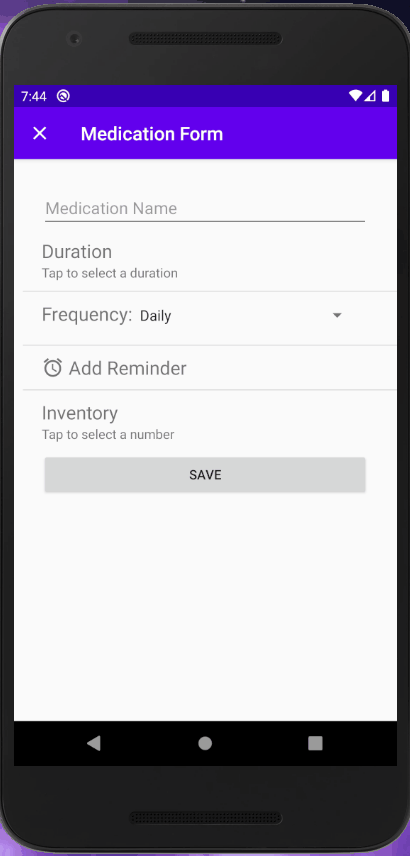 7:44
Medication Form
Medication Name
Duration
Tap to select a duration
Frequency: Daily
Add Reminder
Inventory
Tap to select a number
SAVE